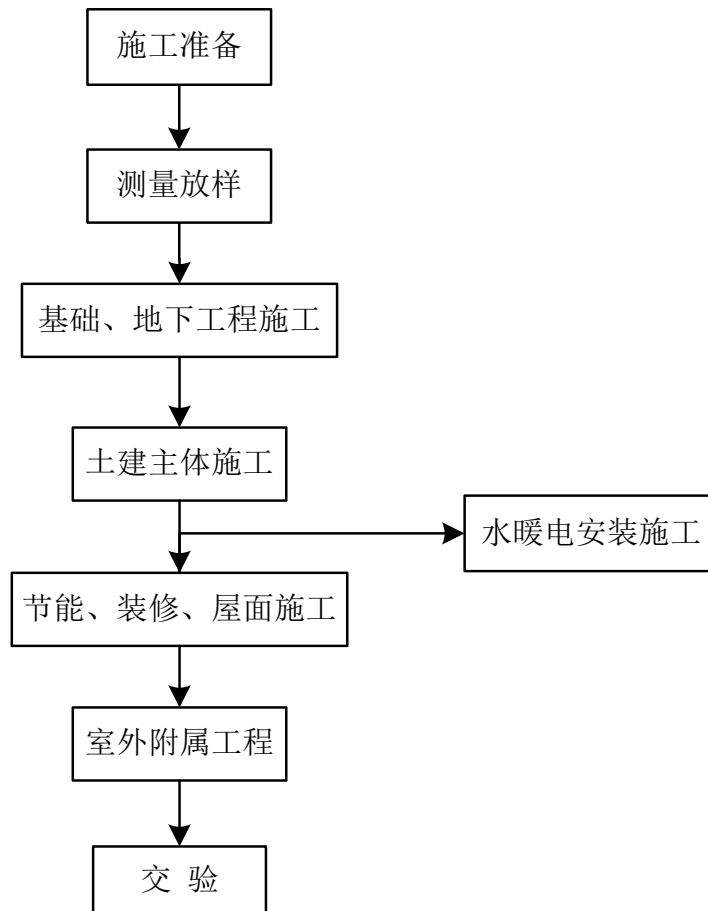 施工准备
测量放样
基础、地下工程施工
土建主体施工
水暖电安装施工
节能、装修、屋面施工
室外附属工程
交 验